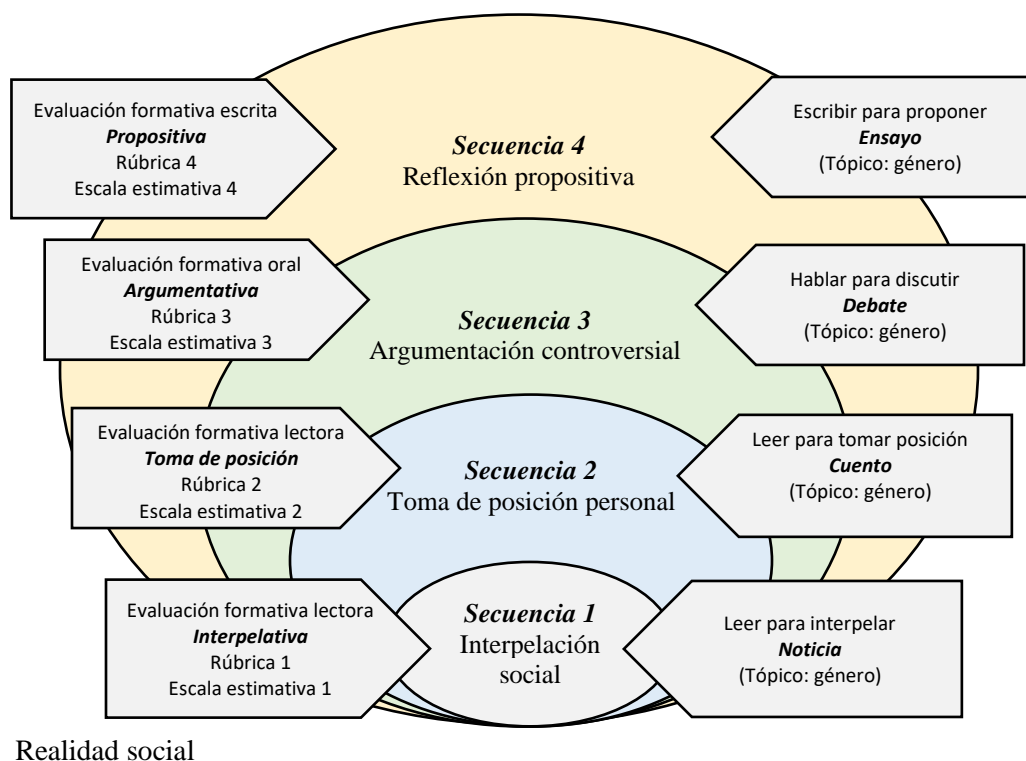 Evaluación formativa escrita
Propositiva
Rúbrica 4
Escala estimativa 4
Secuencia 4
Reflexión propositiva
Escribir para proponer
Ensayo
(Tópico: género)
Evaluación formativa oral
Argumentativa
Rúbrica 3
Escala estimativa 3
Secuencia 3
Argumentación controversial
Hablar para discutir
Debate
(Tópico: género)
Evaluación formativa lectora
Toma de posición
Rúbrica 2
Escala estimativa 2
Secuencia 2
Toma de posición personal
Leer para tomar posición
Cuento
(Tópico: género)
Evaluación formativa lectora
Interpelativa
Rúbrica 1
Escala estimativa 1
Secuencia 1
Interpelación
social
Leer para interpelar
Noticia
(Tópico: género)
Realidad social